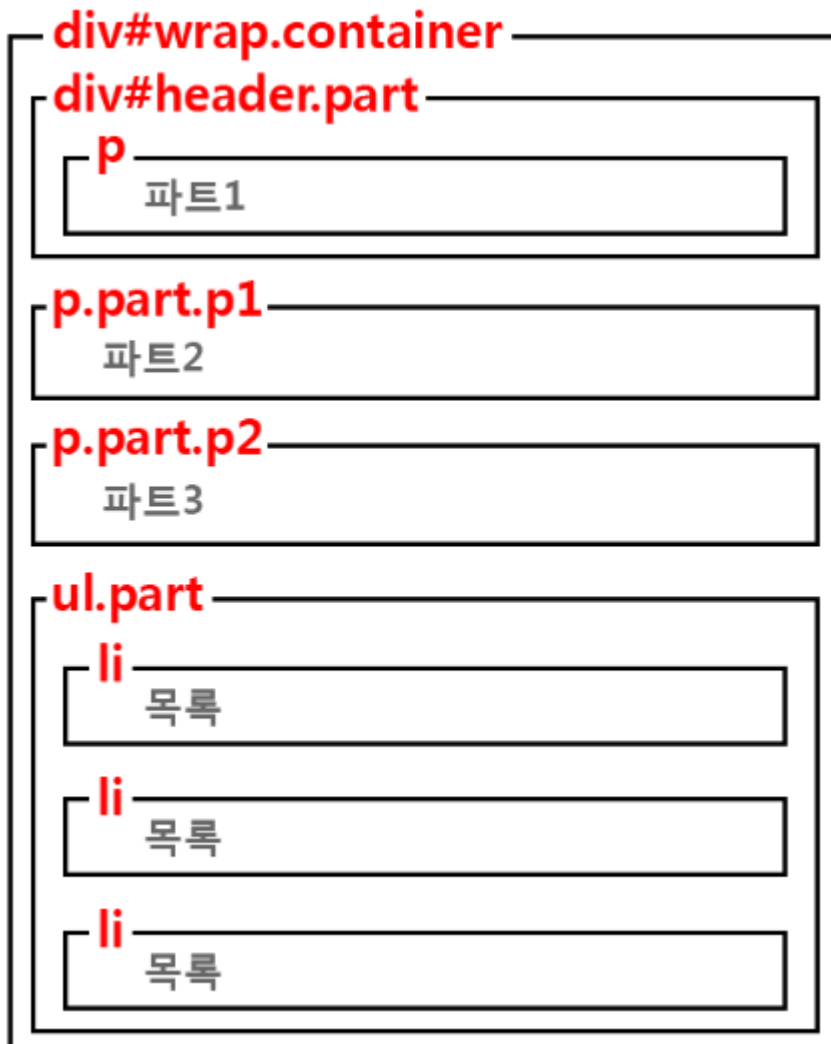 div#wrap.container
div#header.part
p
파트1
p.part.p1
파트2
p.part.p2
파트3
ul.part
li
목록
li
목록
li
목록